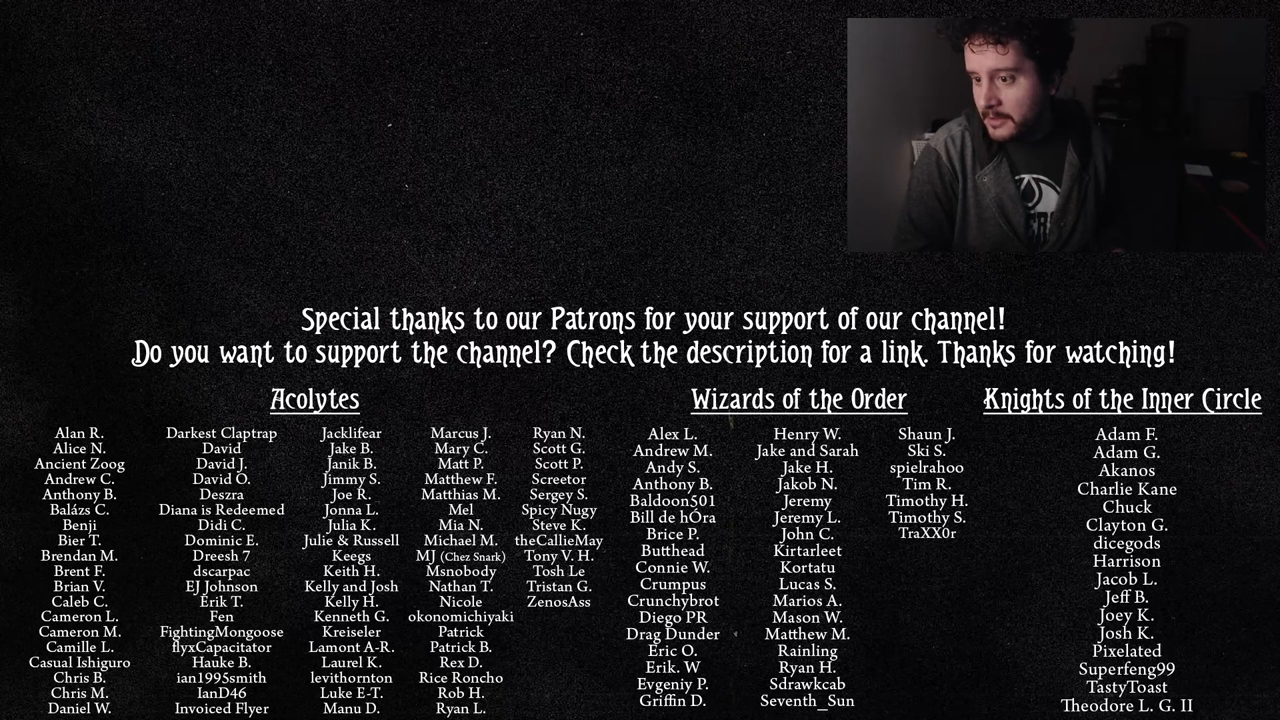 Special thanks to our Patrons for your support of our channel!
Do you want to support the channel? Check the description for a link. Thanks for watching!
Acolytes
Alan R.
Alice N.
Ancient Zoog
Andrew C.
Anthony B.
Balázs C.
Benji
Bier T.
Brendan M.
Brent F.
Brian V.
Caleb C.
Cameron L.
Cameron M.
Camille L.
Casual Ishiguro
Chris B.
Chris M.
Daniel W.
Darkest Claptrap
David
David J.
David O.
Deszra
Diana is Redeemed
Didi C.
Dominic E.
Dreesh 7
dscarpac
EJ Johnson
Erik T.
Fen
FightingMongoose
flyxCapacitator
Hauke B.
ian1995smith
IanD46
Invoiced Flyer
Jacklifear
Jake B.
Janik B.
Jimmy S.
Joe R.
Jonna L.
Julia K.
Julie & Russell
Keegs
Keith H.
Kelly and Josh
Kelly H.
Kenneth G.
Kreiseler
Lamont A-R.
Laurel K.
levithornton
Luke E-T.
Manu D.
Marcus J.
Mary C.
Matt P.
Matthew F.
Matthias M.
Mel
Mia N.
Michael M.
MJ (Chez Snark)
Msnobody
Nathan T.
Nicole
okonomichiyaki
Patrick
Patrick B.
Rex D.
Rice Roncho
Rob H.
Ryan L.
Ryan N.
Scott G.
Scott P.
Screetor
Sergey S.
Spicy Nugy
Steve K.
theCallieMay
Tony V. H.
Tosh Le
Tristan G.
ZenosAss
Wizards of the Order
Alex L.
Andrew M.
Andy S.
Anthony B.
Baldoon501
Bill de hÓra
Brice P.
Butthead
Connie W.
Crumpus
Crunchybrot
Diego PR
Drag Dunder
Eric O.
Erik. W
Evgeniy P.
Griffin D.
Henry W.
Jake and Sarah
Jake H.
Jakob N.
Jeremy
Jeremy L.
John C.
Kirtarleet
Kortatu
Lucas S.
Marios A.
Mason W.
Matthew M.
Rainling
Ryan H.
Sdrawkcab
Seventh_Sun
Shaun J.
Ski S.
spielrahoo
Tim R.
Timothy H.
Timothy S.
TraXX0r
Knights of the Inner Circle
Adam F.
Adam G.
Akanos
Charlie Kane
Chuck
Clayton G.
dicegods
Harrison
Jacob L.
Jeff B.
Joey K.
Josh K.
Pixelated
Superfeng99
TastyToast
Theodore L. G. II